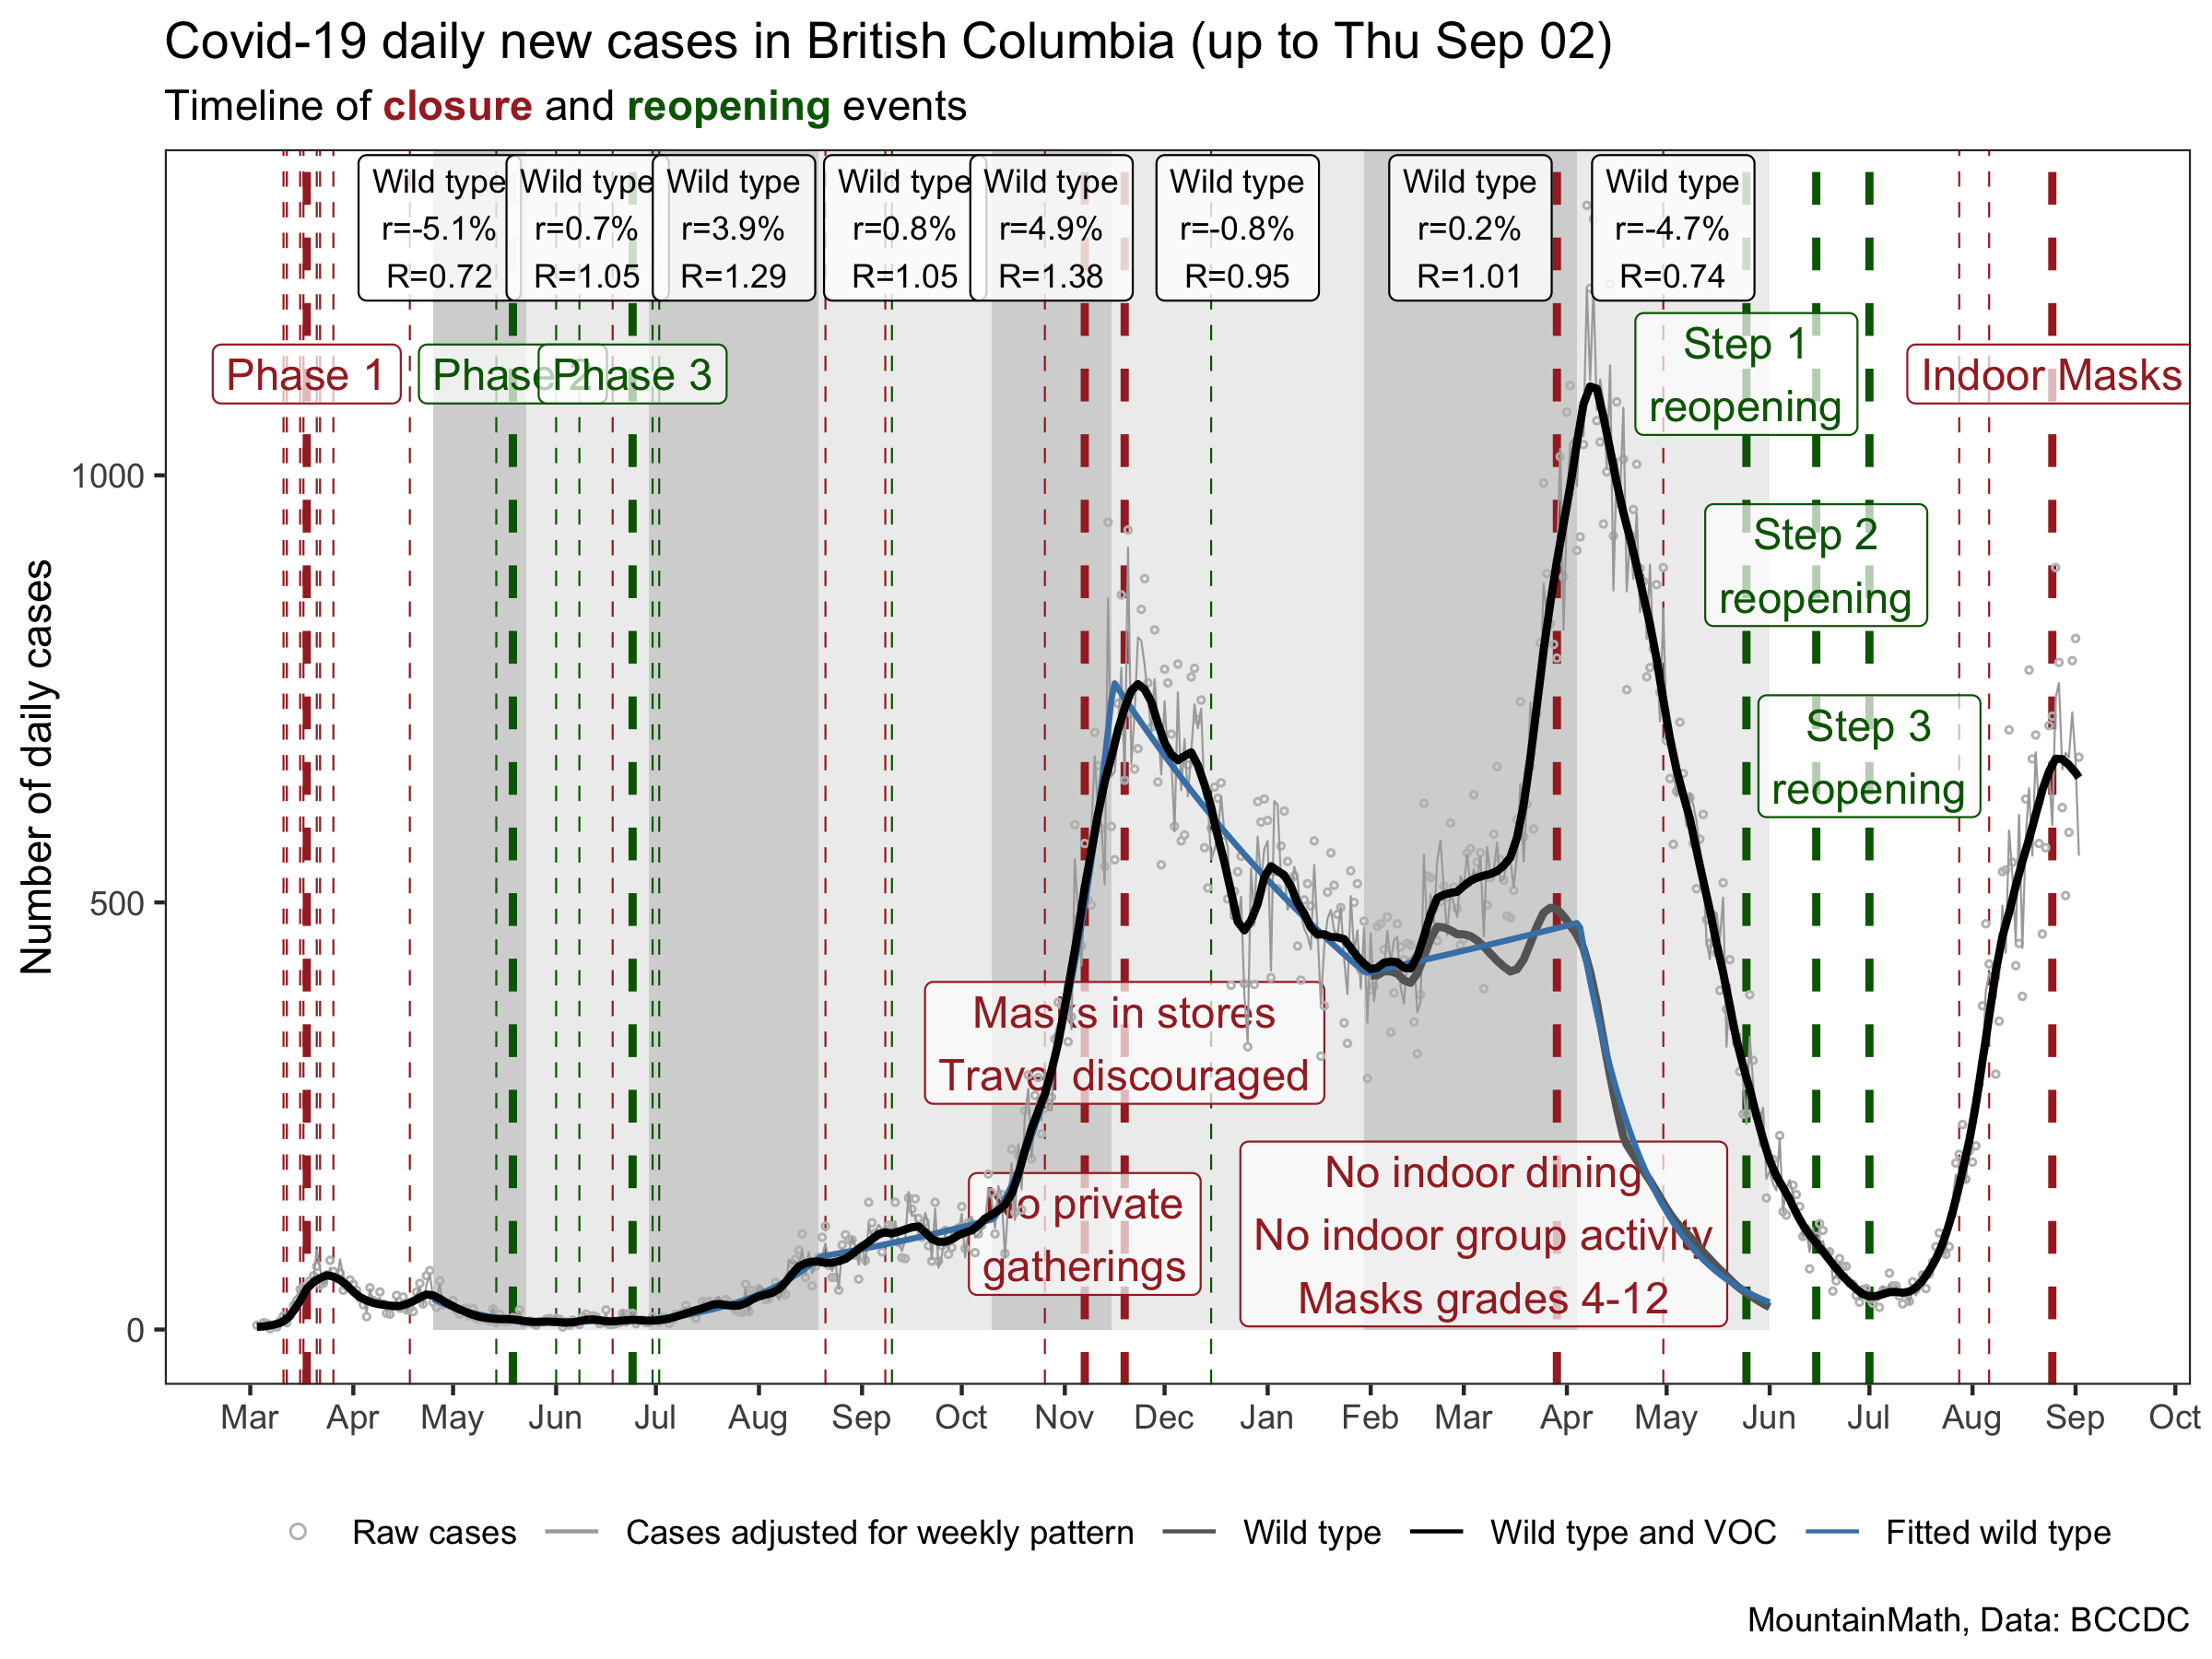 Covid-19 daily new cases in British Columbia (up to Thu Sep 02)
Timeline of closure and reopening events
Wild type
r=-5.1%
R=0.72
Wild type
r=0.7%
R=1.05
Wild type
r=3.9%
R=1.29
Wild type
r=0.8%
R=1.05
Wild type
r=4.9%
R=1.38
Wild type
r=-0.8%
R=0.95
Wild type
r=0.2%
R=1.01
Wild type
r=-4.7%
R=0.74
Phase 1
Phase 2
Phase 3
Step 1
reopening
Indoor Masks
Step 2
reopening
Step 3
reopening
Masks in stores
Travel discouraged
No private
gatherings
No indoor dining
No indoor group activity
Masks grades 4-12
Number of daily cases
1000
500
0
Mar Apr May Jun Jul Aug Sep Oct Nov Dec Jan Feb Mar Apr May Jun Jul Aug Sep Oct
Raw cases Cases adjusted for weekly pattern Wild type Wild type and VOC Fitted wild type
MountainMath, Data: BCCDC